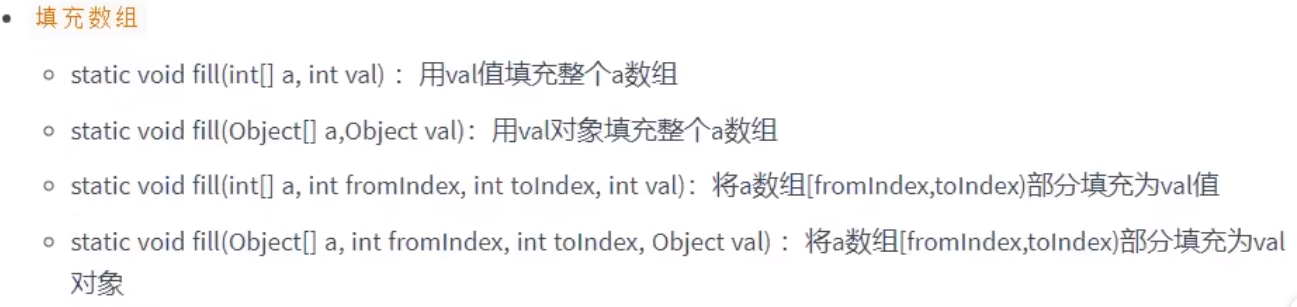 填充数组
static void fill(int[] a, int val) ： 用val值填充整个a数组
static void fill(Object[] a,Object val)：用val对象填充整个a数组
static void fill(int[] a, int fromIndex, int toIndex, int val)：将a数组[fromIndex,toIndex)部分填充为val值
static void fill(Object[] a, int fromIndex, int toIndex, Object val) ：将a数组[fromIndex,toIndex)部分填充为val
对象